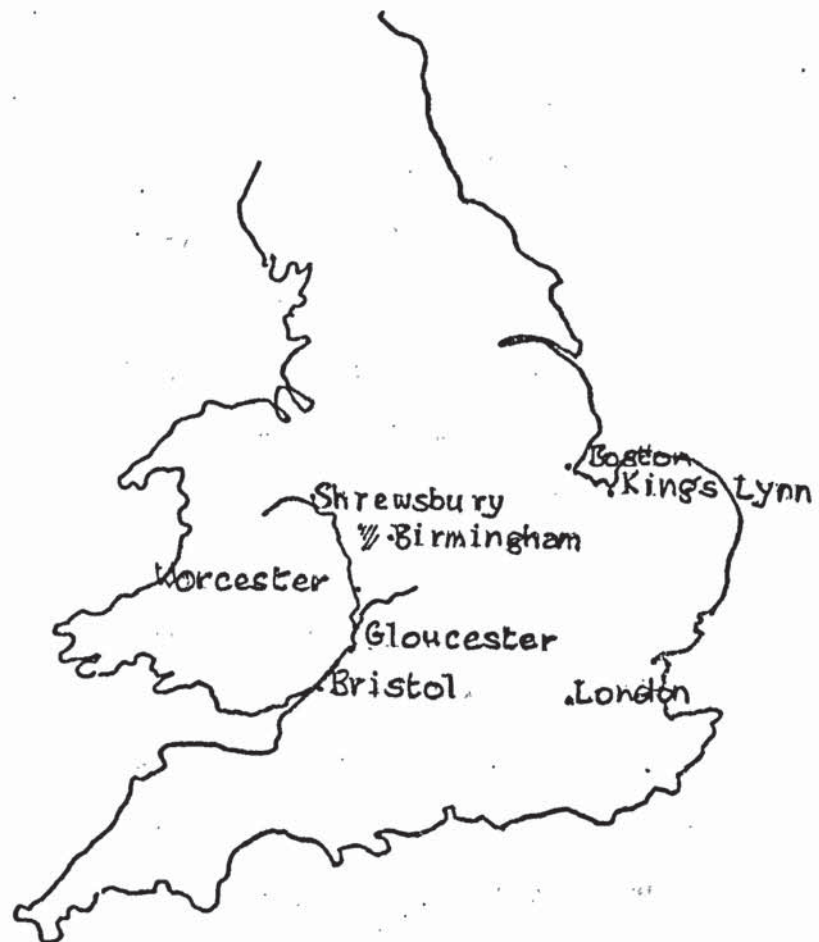 Boston
Kings Lynn
Shrewsbury
Birmingham
Worcester
Gloucester
Bristol
London